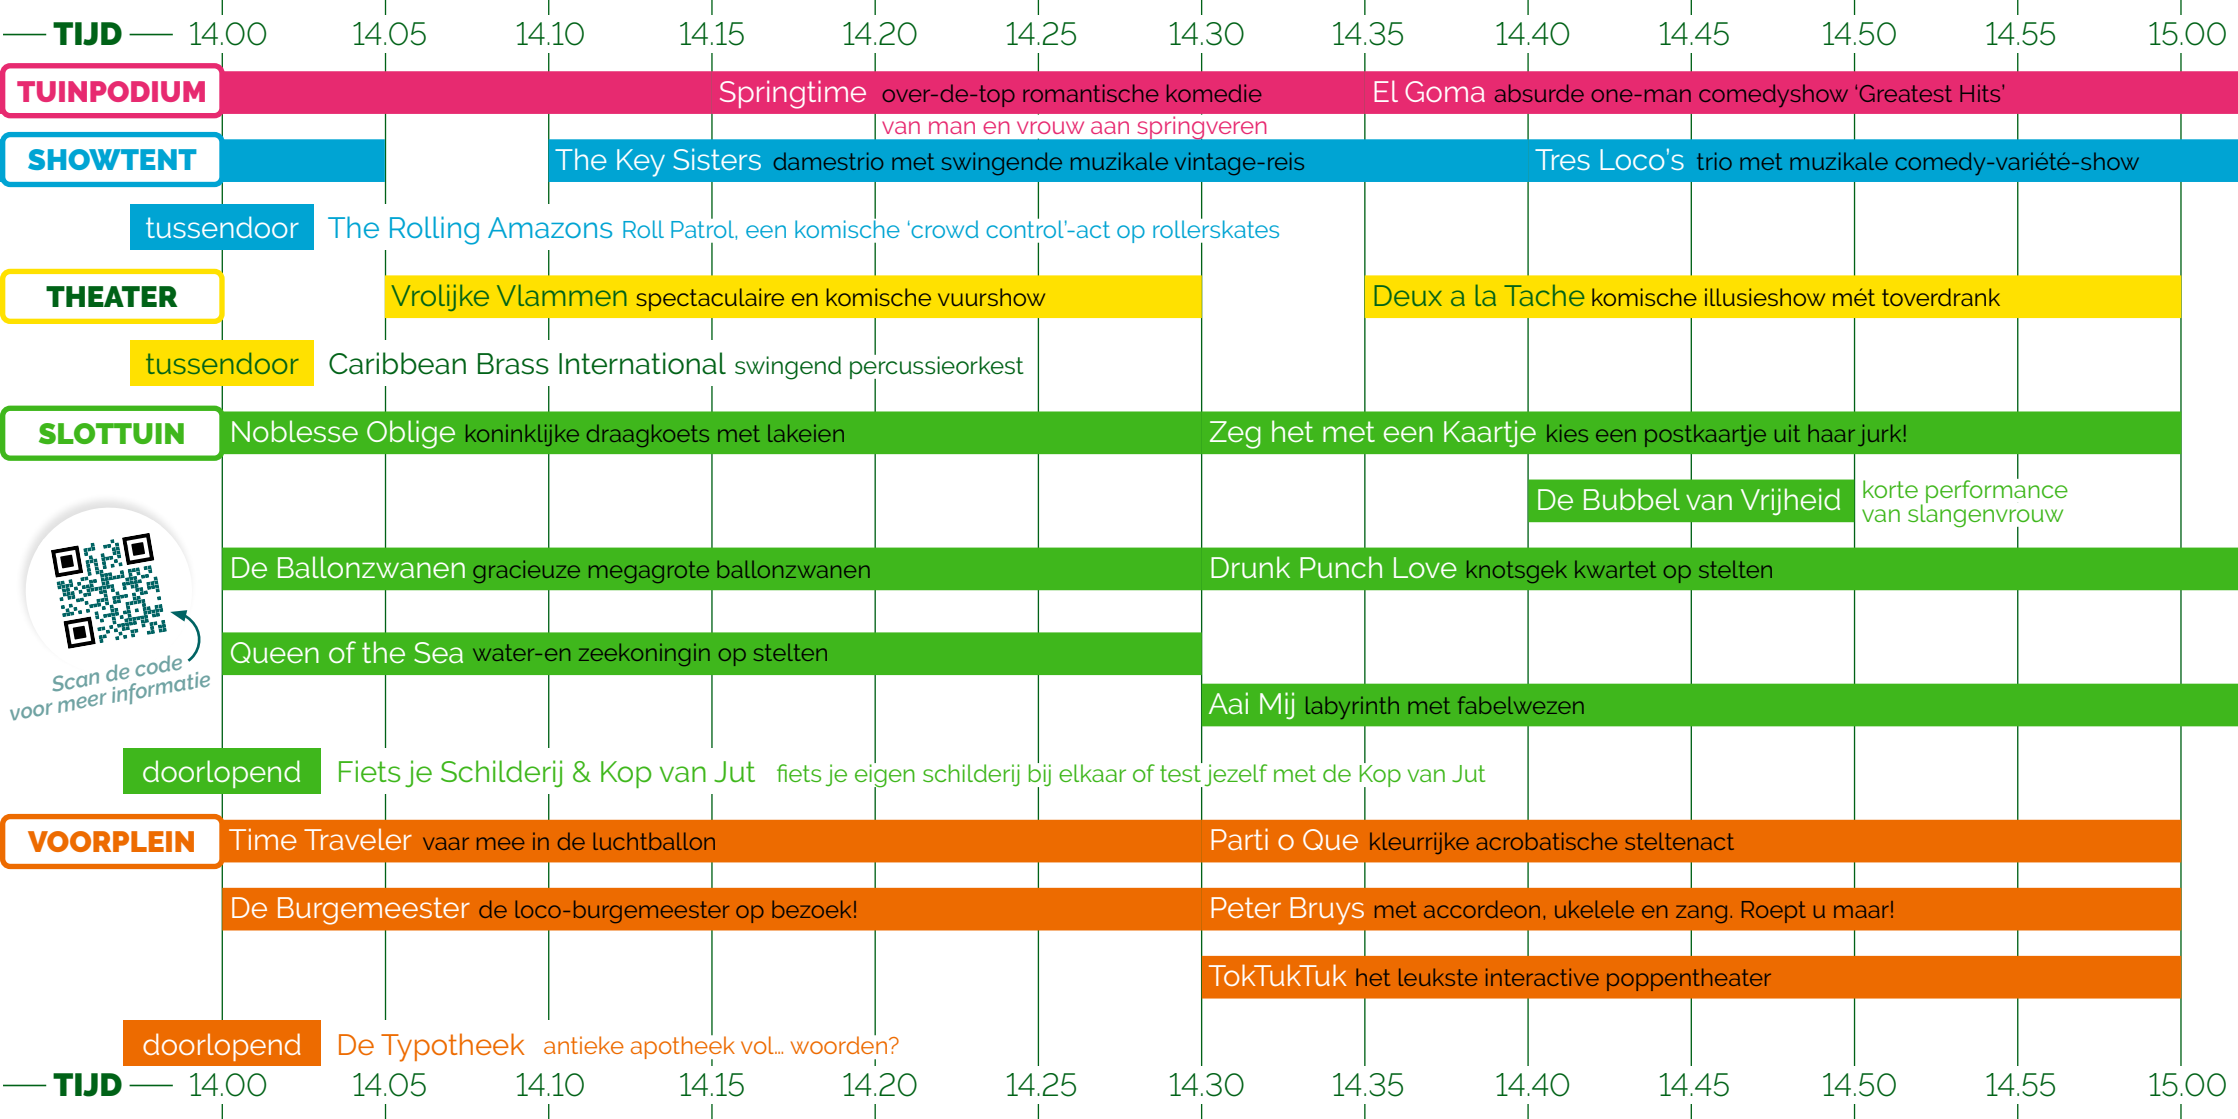 TIJD 14.00 14.05 14.10 14.15 14.20 14.25 14.30 14.35 14.40 14.45 14.50 14.55 15.00
TUINPODIUM Springtime over-de-top romantische komedie El Goma absurde one-man comedyshow ‘Greatest Hits’
van man en vrouw aan springveren
SHOWTENT The Key Sisters damestrio met swingende muzikale vintage-reis Tres Loco’s trio met muzikale comedy-variété-show
tussendoor The Rolling Amazons Roll Patrol, een komische ‘crowd control’-act op rollerskates
THEATER Vrolijke Vlammen spectaculaire en komische vuurshow Deux a la Tache komische illusieshow mét toverdrank
tussendoor Caribbean Brass International swingend percussieorkest
SLOTTUIN Noblesse Oblige koninklijke draagkoets met lakeien Zeg het met een Kaartje kies een postkaartje uit haar jurk!
De Bubbel van Vrijheid korte performance
van slangenvrouw
De Ballonzwanen gracieuze megagrote ballonzwanen Drunk Punch Love knotsgek kwartet op stelten
Queen of the Sea water-en zeekoningin op stelten
Scan de code
voor meer informatie
Aai Mij labyrinth met fabelwezen
doorlopend Fiets je Schilderij & Kop van Jut fiets je eigen schilderij bij elkaar of test jezelf met de Kop van Jut
VOORPLEIN Time Traveler vaar mee in de luchtballon Parti o Que kleurrijke acrobatische steltenact
De Burgemeester de loco-burgemeester op bezoek! Peter Bruys met accordeon, ukelele en zang. Roept u maar!
TokTukTuk het leukste interactive poppentheater
doorlopend De Typotheek antieke apotheek vol... woorden?
TIJD 14.00 14.05 14.10 14.15 14.20 14.25 14.30 14.35 14.40 14.45 14.50 14.55 15.00